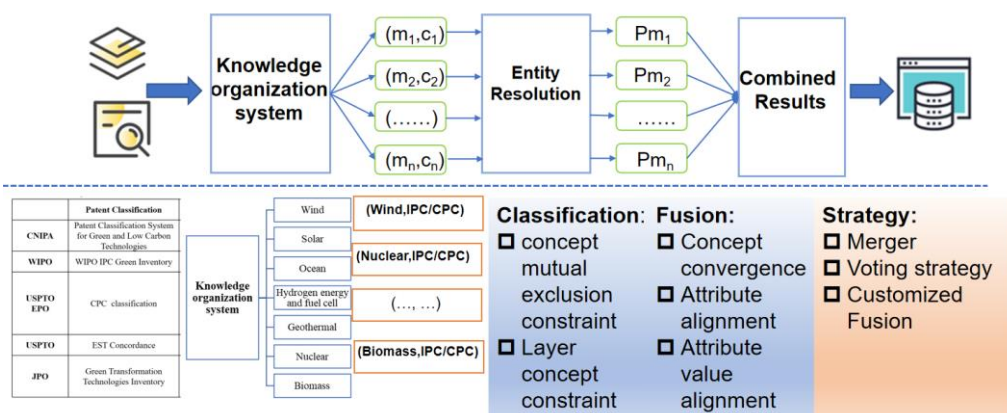 Knowledge
organization
system
(m₁,c₁)
(m₂,c₂)
(......)
(mₙ,cₙ)
Entity
Resolution
Pm₁
Pm₂
......
Pmₙ
Combined
Results
Patent Classification
CNIPA
Patent Classification System
for Green and Low Carbon
Technologies
WIPO
WIPO IPC Green Inventory
USPTO
EPO
CPC classification
USPTO
EST Concordance
JPO
Green Transformation
Technologies Inventory
Knowledge
organization
system
Wind
Solar
Ocean
Hydrogen energy
and fuel cell
Geothermal
Nuclear
Biomass
(Wind,IPC/CPC)
(Nuclear,IPC/CPC)
(..., ...)
(Biomass,IPC/CPC)
Classification:
concept
mutual
exclusion
constraint
Layer
concept
constraint
Fusion:
Concept
convergence
Attribute
alignment
Attribute
value
alignment
Strategy:
Merger
Voting strategy
Customized
Fusion